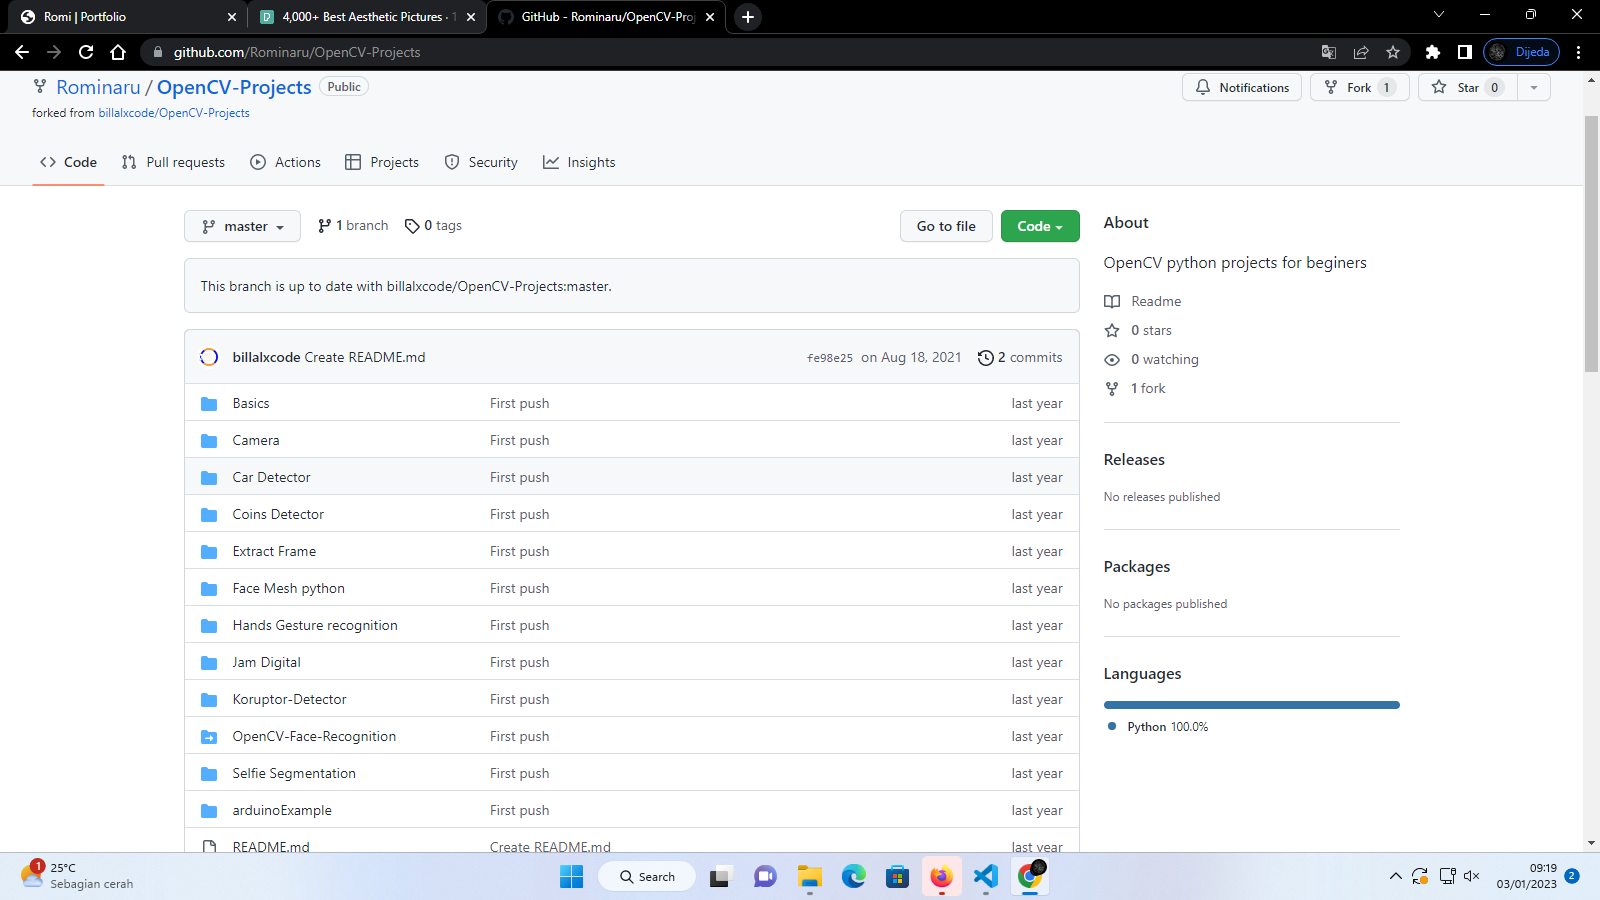 Romi | Portfolio
4,000+ Best Aesthetic Pictures · 1
GitHub - Rominaru/OpenCV-Proj
github.com/Rominaru/OpenCV-Projects
Dijeda
Rominaru / OpenCV-Projects Public
Notifications
Fork 1
Star 0
forked from billalxcode/OpenCV-Projects
Code
Pull requests
Actions
Projects
Security
Insights
master
1 branch
0 tags
Go to file
Code
This branch is up to date with billalxcode/OpenCV-Projects:master.
billalxcode Create README.md
fe98e25 on Aug 18, 2021
2 commits
Basics First push last year
Camera First push last year
Car Detector First push last year
Coins Detector First push last year
Extract Frame First push last year
Face Mesh python First push last year
Hands Gesture recognition First push last year
Jam Digital First push last year
Koruptor-Detector First push last year
OpenCV-Face-Recognition First push last year
Selfie Segmentation First push last year
arduinoExample First push last year
README.md Create README.md last year
About
OpenCV python projects for beginers
Readme
0 stars
0 watching
1 fork
Releases
No releases published
Packages
No packages published
Languages
Python 100.0%
1
25°C
Sebagian cerah
Search
09:19
03/01/2023
2